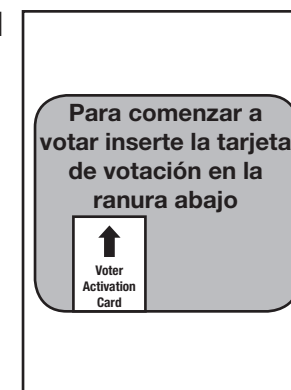 Para comenzar a
votar inserte la tarjeta
de votación en la
ranura abajo
Voter
Activation
Card